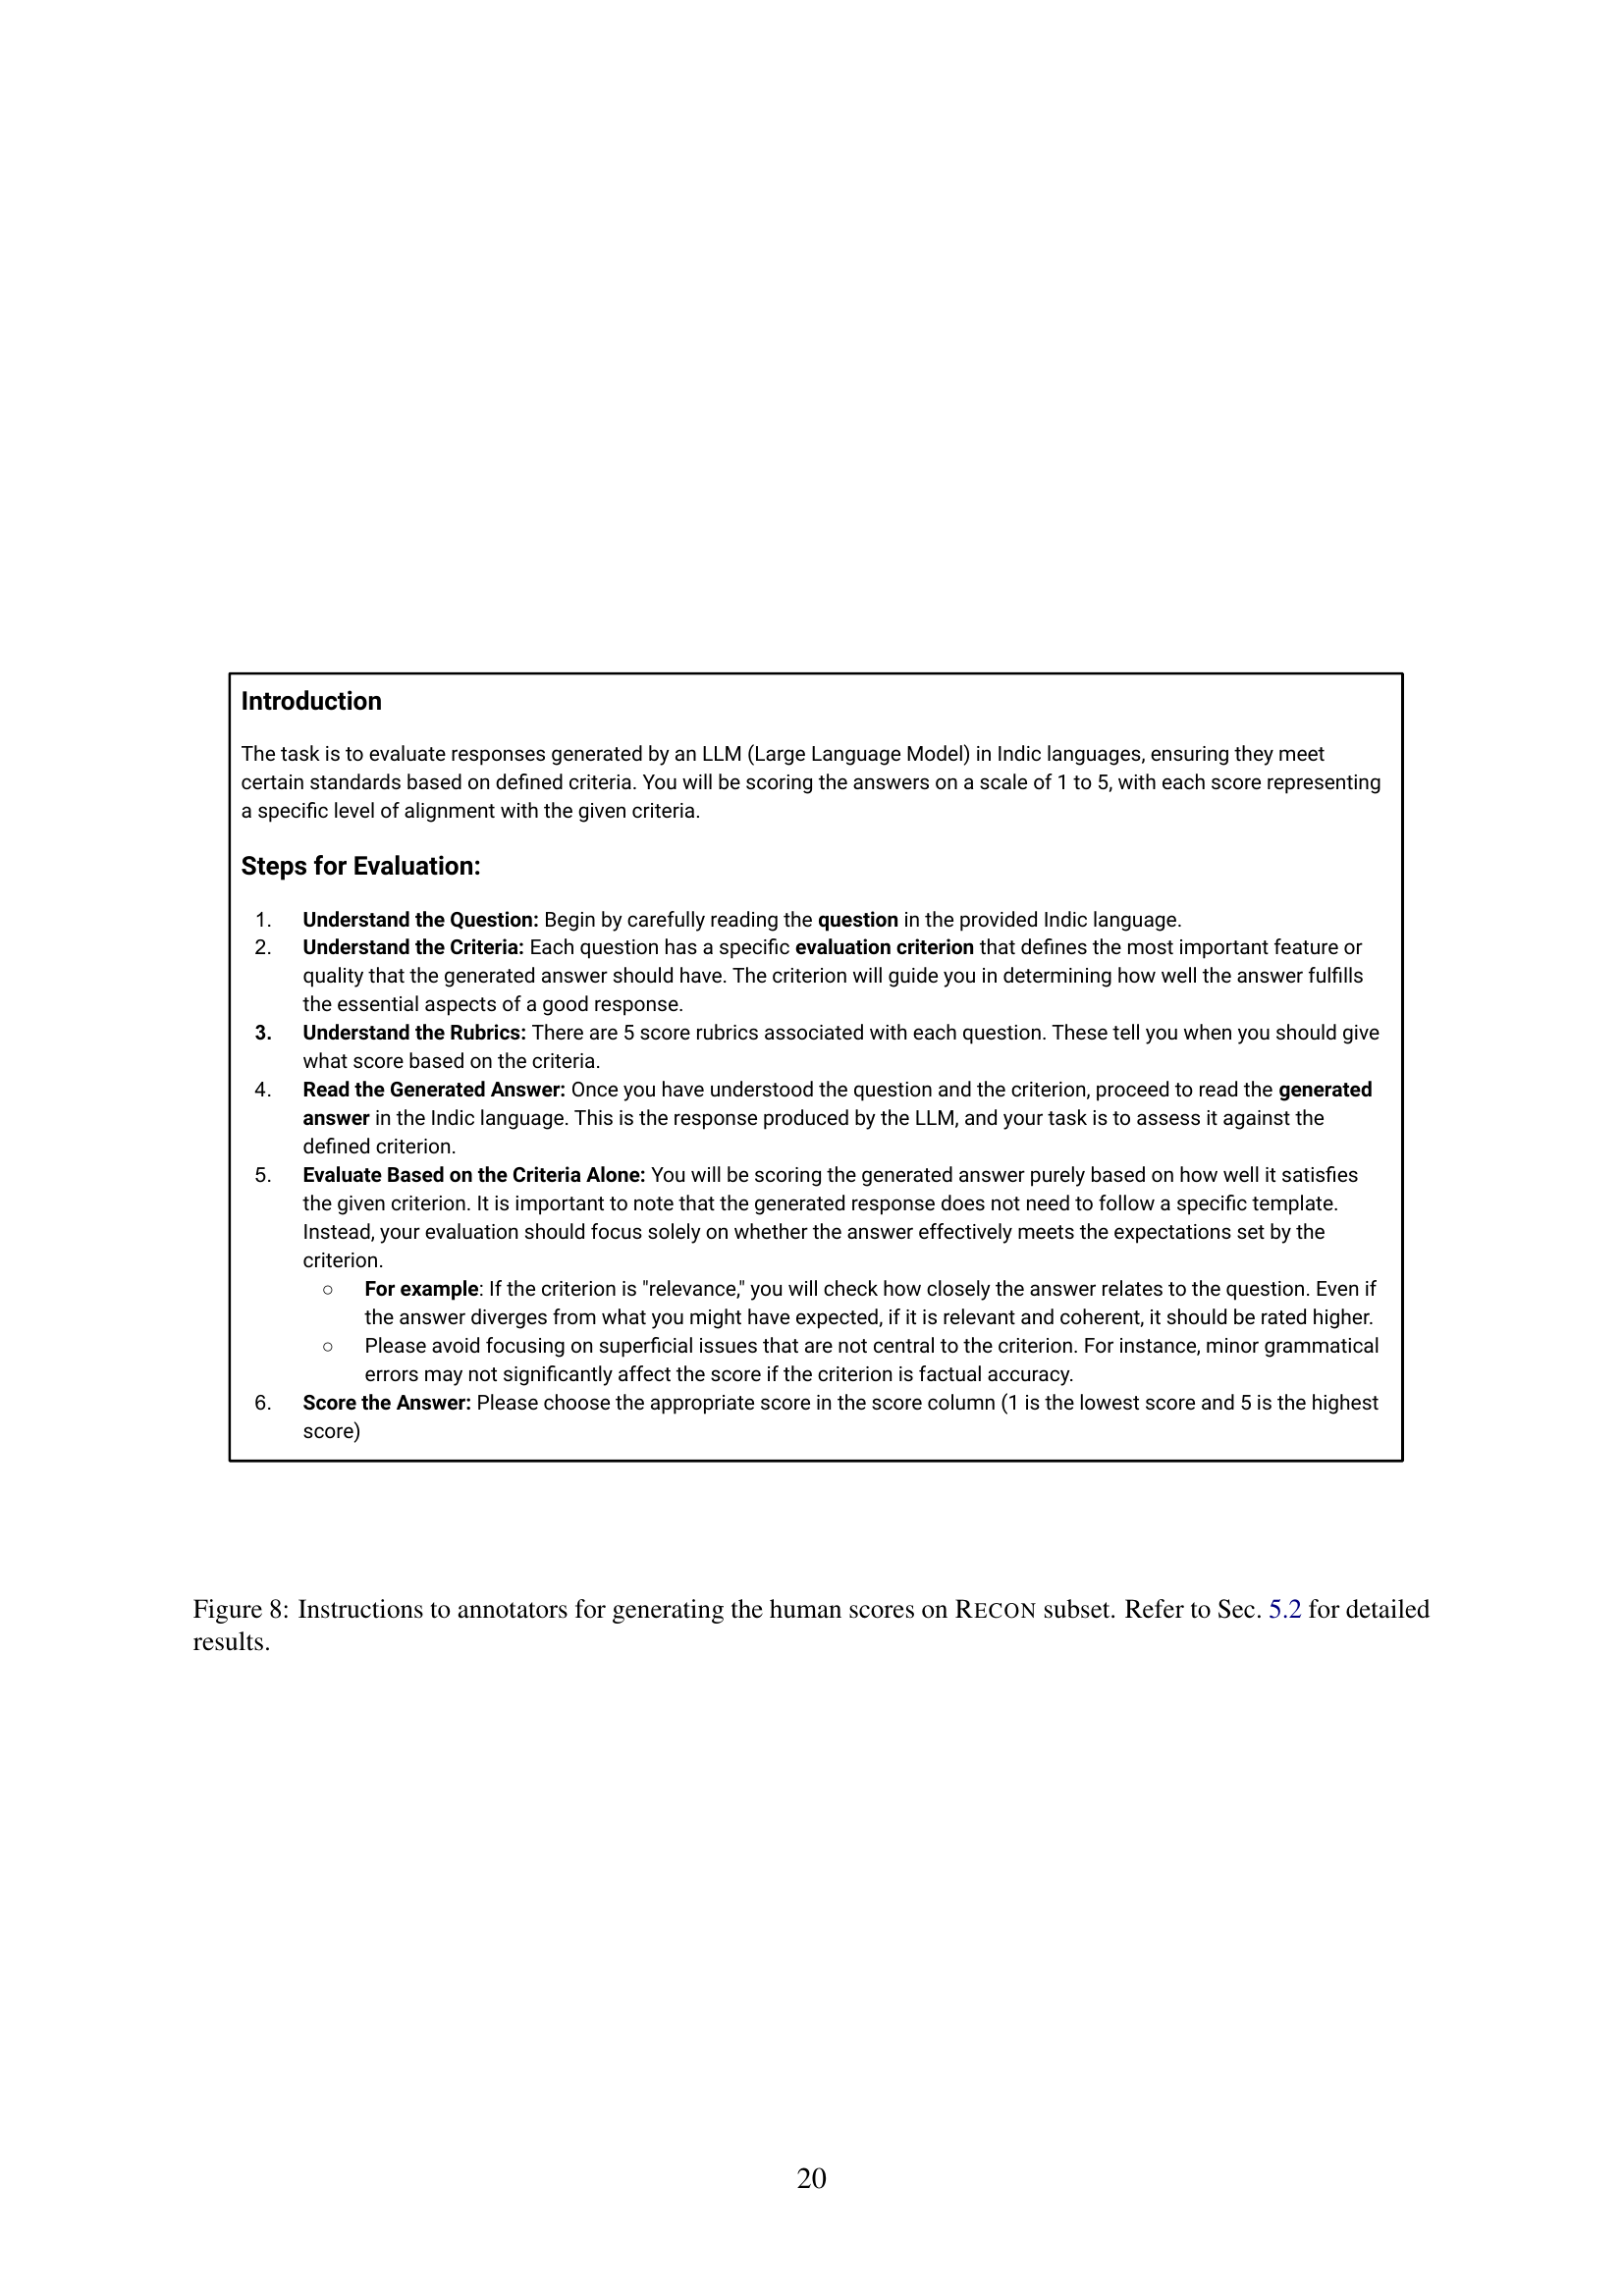 Introduction
The task is to evaluate responses generated by an LLM (Large Language Model) in Indic languages, ensuring they meet
certain standards based on defined criteria. You will be scoring the answers on a scale of 1 to 5, with each score representing
a specific level of alignment with the given criteria.
Steps for Evaluation:
1. Understand the Question: Begin by carefully reading the question in the provided Indic language.
2. Understand the Criteria: Each question has a specific evaluation criterion that defines the most important feature or
quality that the generated answer should have. The criterion will guide you in determining how well the answer fulfills
the essential aspects of a good response.
3. Understand the Rubrics: There are 5 score rubrics associated with each question. These tell you when you should give
what score based on the criteria.
4. Read the Generated Answer: Once you have understood the question and the criterion, proceed to read the generated
answer in the Indic language. This is the response produced by the LLM, and your task is to assess it against the
defined criterion.
5. Evaluate Based on the Criteria Alone: You will be scoring the generated answer purely based on how well it satisfies
the given criterion. It is important to note that the generated response does not need to follow a specific template.
Instead, your evaluation should focus solely on whether the answer effectively meets the expectations set by the
criterion.
○ For example: If the criterion is "relevance," you will check how closely the answer relates to the question. Even if
the answer diverges from what you might have expected, if it is relevant and coherent, it should be rated higher.
○ Please avoid focusing on superficial issues that are not central to the criterion. For instance, minor grammatical
errors may not significantly affect the score if the criterion is factual accuracy.
6. Score the Answer: Please choose the appropriate score in the score column (1 is the lowest score and 5 is the highest
score)
Figure 8: Instructions to annotators for generating the human scores on RECON subset. Refer to Sec. 5.2 for detailed
results.
20